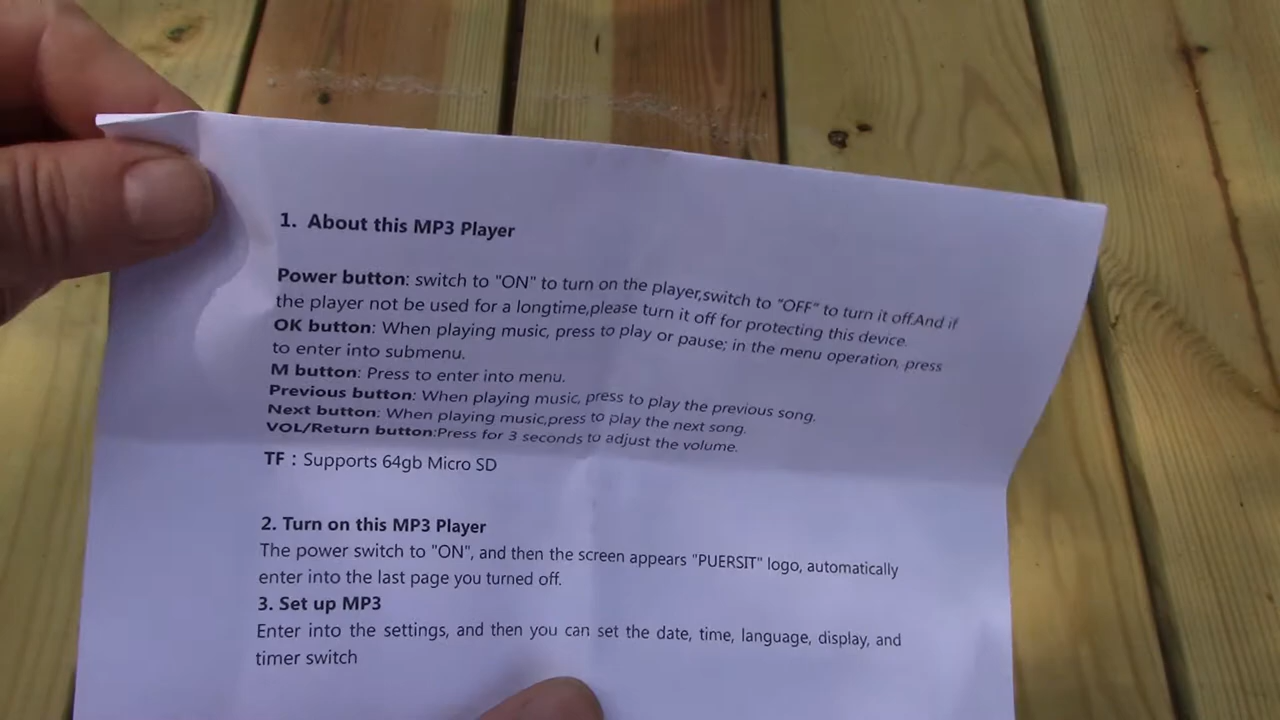 1. About this MP3 Player
Power button: switch to "ON" to turn on the player,switch to "OFF" to turn it off.And if
the player not be used for a longtime,please turn it off for protecting this device.
OK button: When playing music, press to play or pause; in the menu operation, press
to enter into submenu.
M button: Press to enter into menu.
Previous button: When playing music, press to play the previous song.
Next button: When playing music,press to play the next song.
VOL/Return button:Press for 3 seconds to adjust the volume.
TF : Supports 64gb Micro SD
2. Turn on this MP3 Player
The power switch to "ON", and then the screen appears "PUERSIT" logo, automatically
enter into the last page you turned off.
3. Set up MP3
Enter into the settings, and then you can set the date, time, language, display, and
timer switch